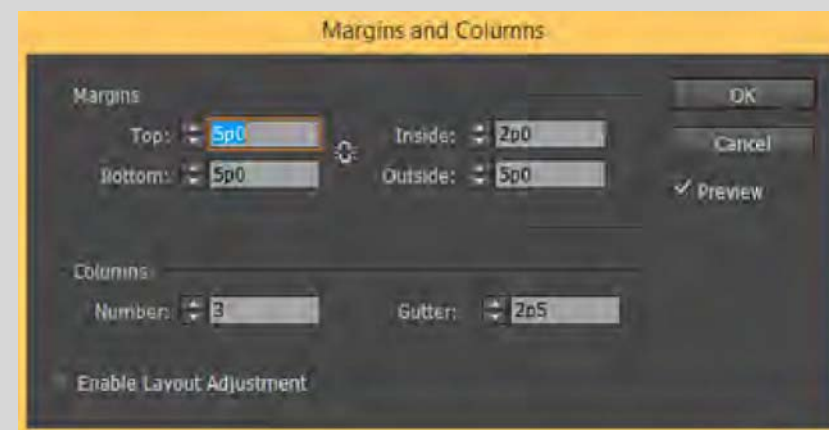 Margins and Columns
Margins
Top: 5p0
Inside: 2p0
Bottom: 5p0
Outside: 5p0
OK
Cancel
Preview
Columns
Number: 3
Gutter: 2p5
Enable Layout Adjustment